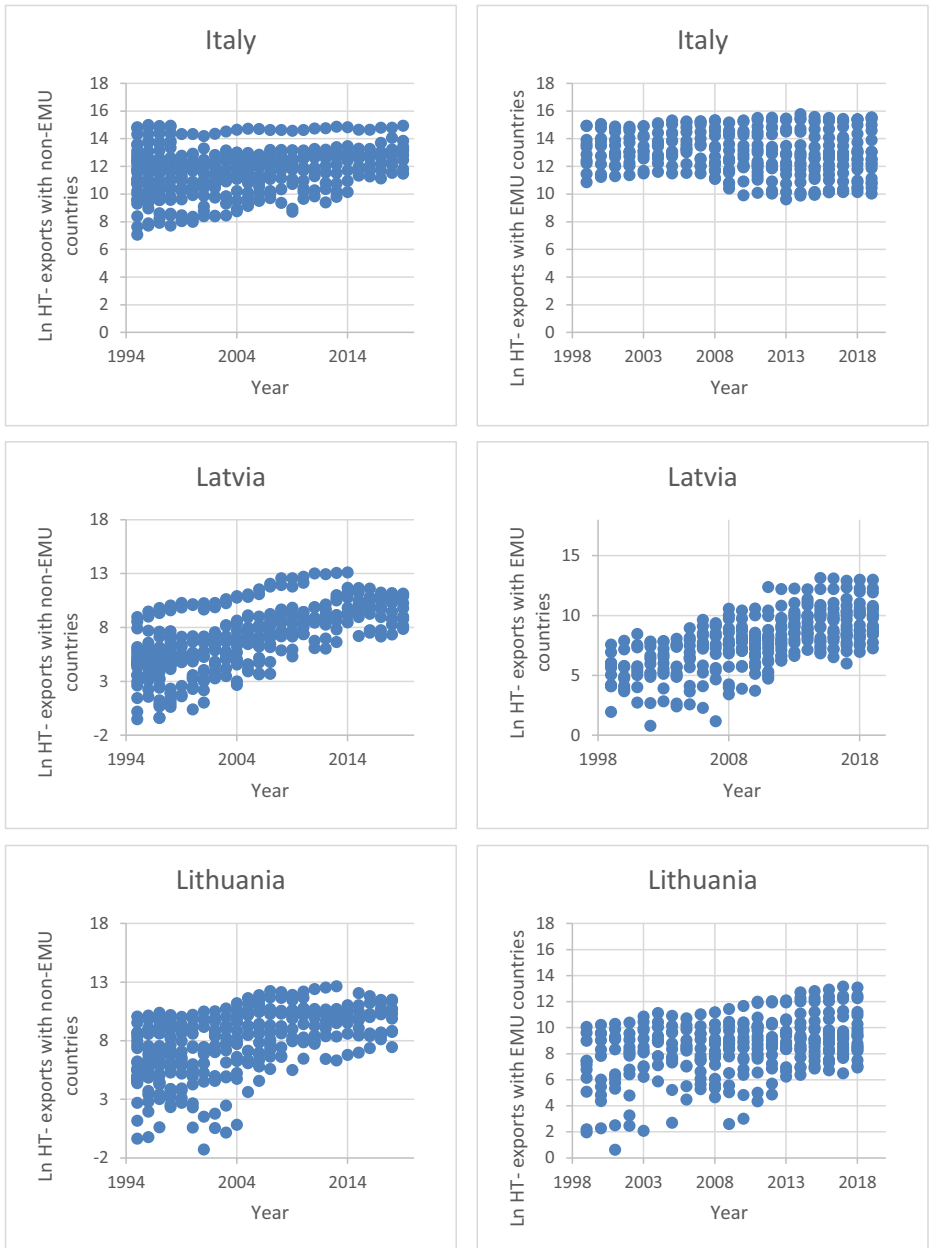 Italy
Ln HT- exports with non-EMU
countries
18
16
14
12
10
8
6
4
2
0
1994 2004 2014
Year
Italy
Ln HT- exports with EMU countries
18
16
14
12
10
8
6
4
2
0
1998 2003 2008 2013 2018
Year
Latvia
Ln HT- exports with non-EMU
countries
18
13
8
3
-2
1994 2004 2014
Year
Latvia
Ln HT- exports with EMU
countries
15
10
5
0
1998 2008 2018
Year
Lithuania
Ln HT- exports with non-EMU
countries
18
13
8
3
-2
1994 2004 2014
Year
Lithuania
Ln HT- exports with EMU countries
18
16
14
12
10
8
6
4
2
0
1998 2003 2008 2013 2018
Year